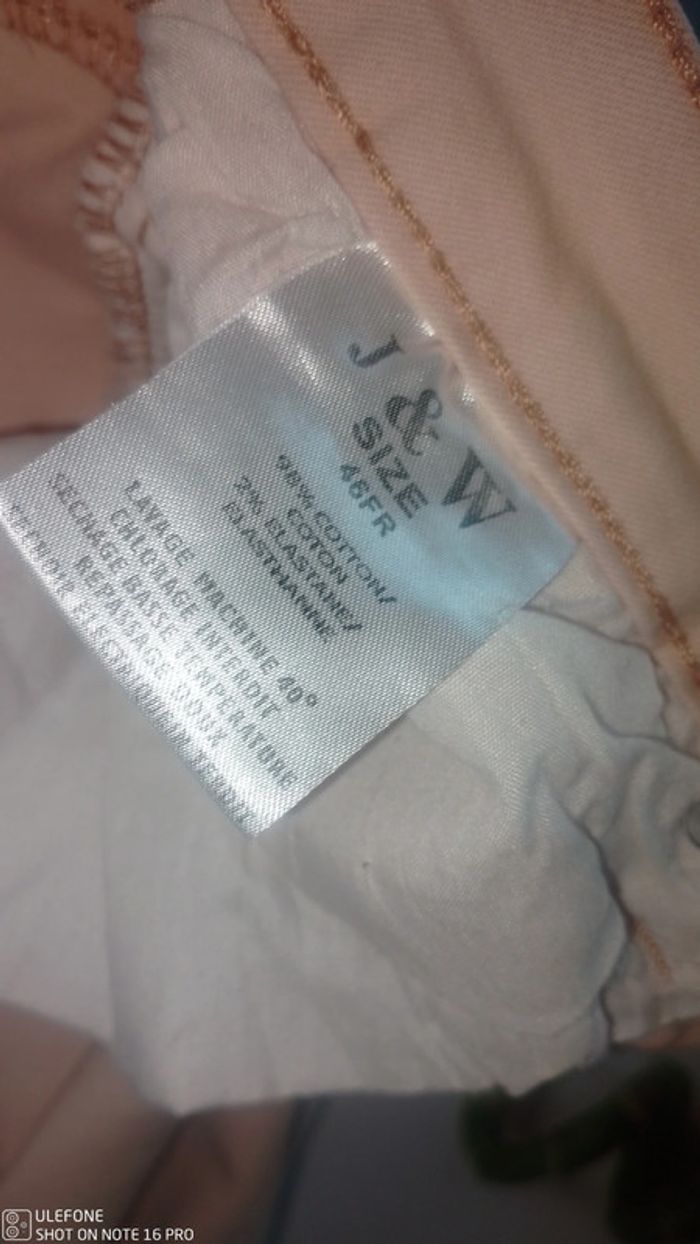 J & W
SIZE
46FR
98% COTTON/
COTON
2% ELASTANE/
ELASTHANNE
LAVAGE MACHINE 40°
CHLORAGE INTERDIT
SECHAGE BASSE TEMPERATURE
REPASSAGE DOUX
ULEFONE
SHOT ON NOTE 16 PRO